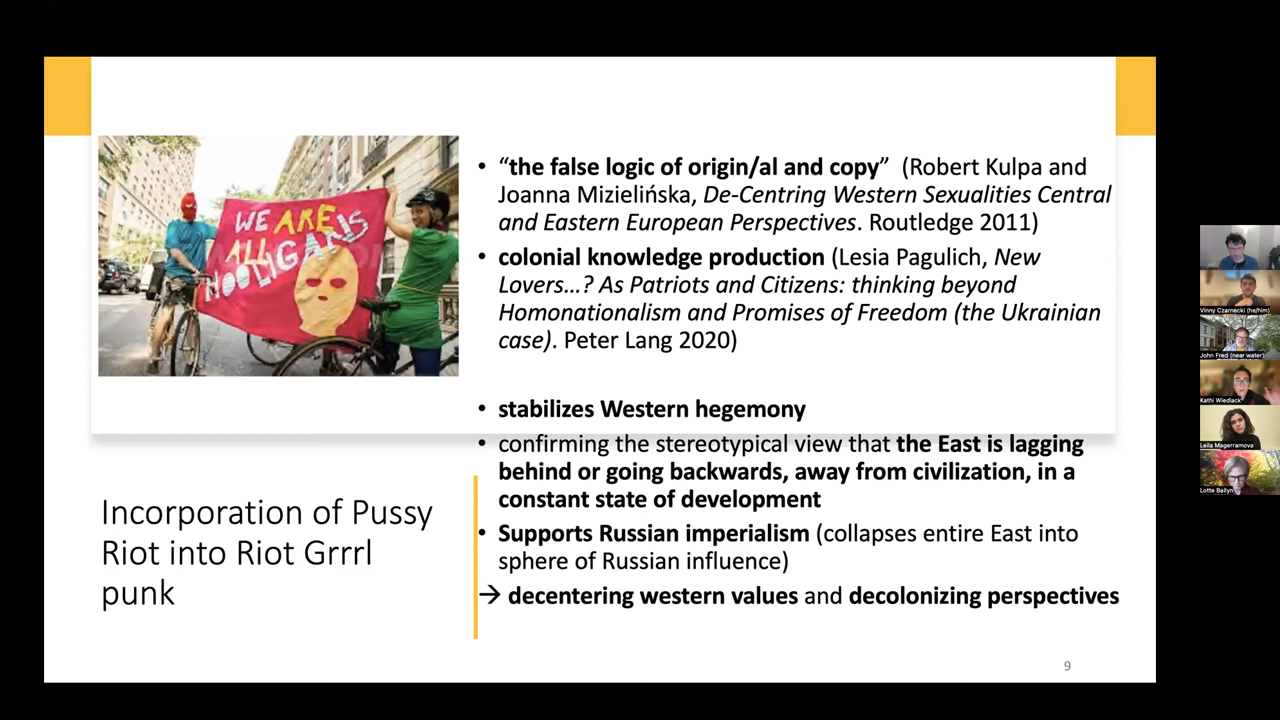 WE ARE
ALL
HOOLIGANS
• “the false logic of origin/al and copy” (Robert Kulpa and
Joanna Mizielińska, De-Centring Western Sexualities Central
and Eastern European Perspectives. Routledge 2011)
• colonial knowledge production (Lesia Pagulich, New
Lovers…? As Patriots and Citizens: thinking beyond
Homonationalism and Promises of Freedom (the Ukrainian
case). Peter Lang 2020)
• stabilizes Western hegemony
• confirming the stereotypical view that the East is lagging
behind or going backwards, away from civilization, in a
constant state of development
• Supports Russian imperialism (collapses entire East into
sphere of Russian influence)
→ decentering western values and decolonizing perspectives
Incorporation of Pussy
Riot into Riot Grrrl
punk
9
Vinny Czarnecki (he/him)
John Fred (near water)
Kathi Wiedlack
Leila Magerramova
Lotte Bailyn